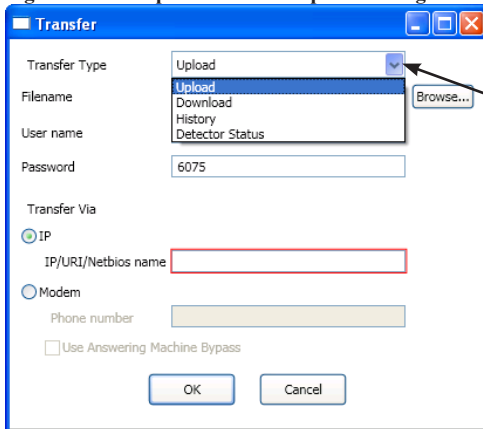 Transfer
Transfer Type Upload
Upload
Filename Browse...
Download
History
User name Detector Status
Password 6075
Transfer Via
IP
IP/URI/Netbios name
Modem
Phone number
Use Answering Machine Bypass
OK Cancel